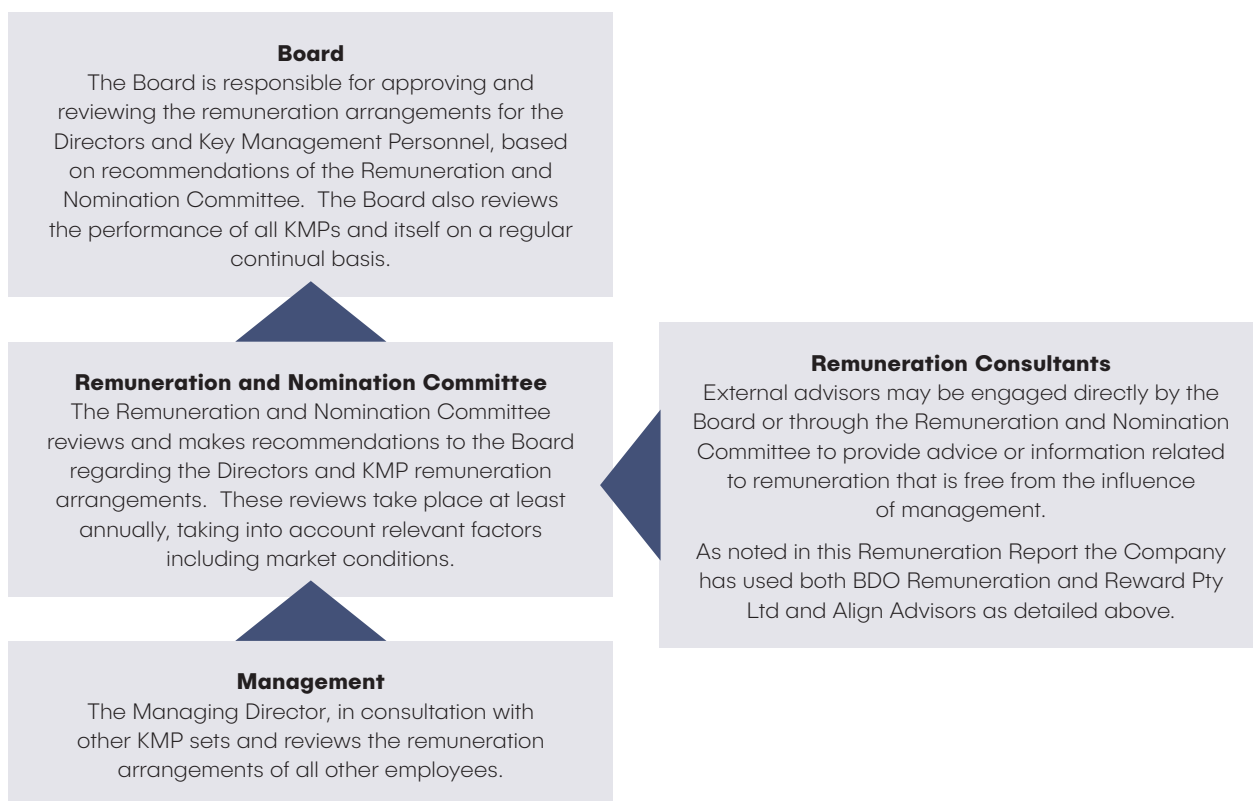 Board
The Board is responsible for approving and
reviewing the remuneration arrangements for the
Directors and Key Management Personnel, based
on recommendations of the Remuneration and
Nomination Committee.  The Board also reviews
the performance of all KMPs and itself on a regular
continual basis.
Remuneration and Nomination Committee
The Remuneration and Nomination Committee
reviews and makes recommendations to the Board
regarding the Directors and KMP remuneration
arrangements.  These reviews take place at least
annually, taking into account relevant factors
including market conditions.
Remuneration Consultants
External advisors may be engaged directly by the
Board or through the Remuneration and Nomination
Committee to provide advice or information related
to remuneration that is free from the influence
of management.
As noted in this Remuneration Report the Company
has used both BDO Remuneration and Reward Pty
Ltd and Align Advisors as detailed above.
Management
The Managing Director, in consultation with
other KMP sets and reviews the remuneration
arrangements of all other employees.